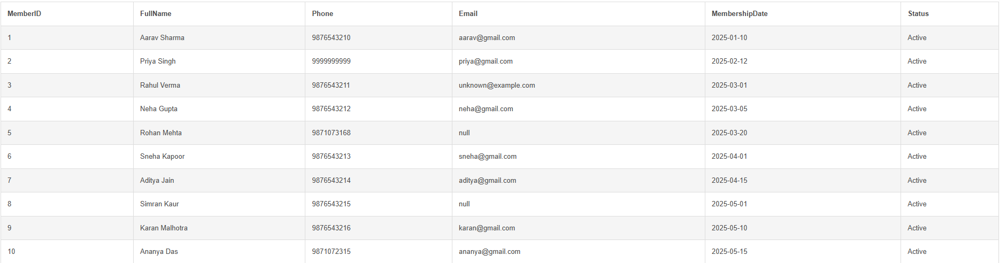 MemberID FullName Phone Email MembershipDate Status
1 Aarav Sharma 9876543210 aarav@gmail.com 2025-01-10 Active
2 Priya Singh 9999999999 priya@gmail.com 2025-02-12 Active
3 Rahul Verma 9876543211 unknown@example.com 2025-03-01 Active
4 Neha Gupta 9876543212 neha@gmail.com 2025-03-05 Active
5 Rohan Mehta 9871073168 null 2025-03-20 Active
6 Sneha Kapoor 9876543213 sneha@gmail.com 2025-04-01 Active
7 Aditya Jain 9876543214 aditya@gmail.com 2025-04-15 Active
8 Simran Kaur 9876543215 null 2025-05-01 Active
9 Karan Malhotra 9876543216 karan@gmail.com 2025-05-10 Active
10 Ananya Das 9871072315 ananya@gmail.com 2025-05-15 Active